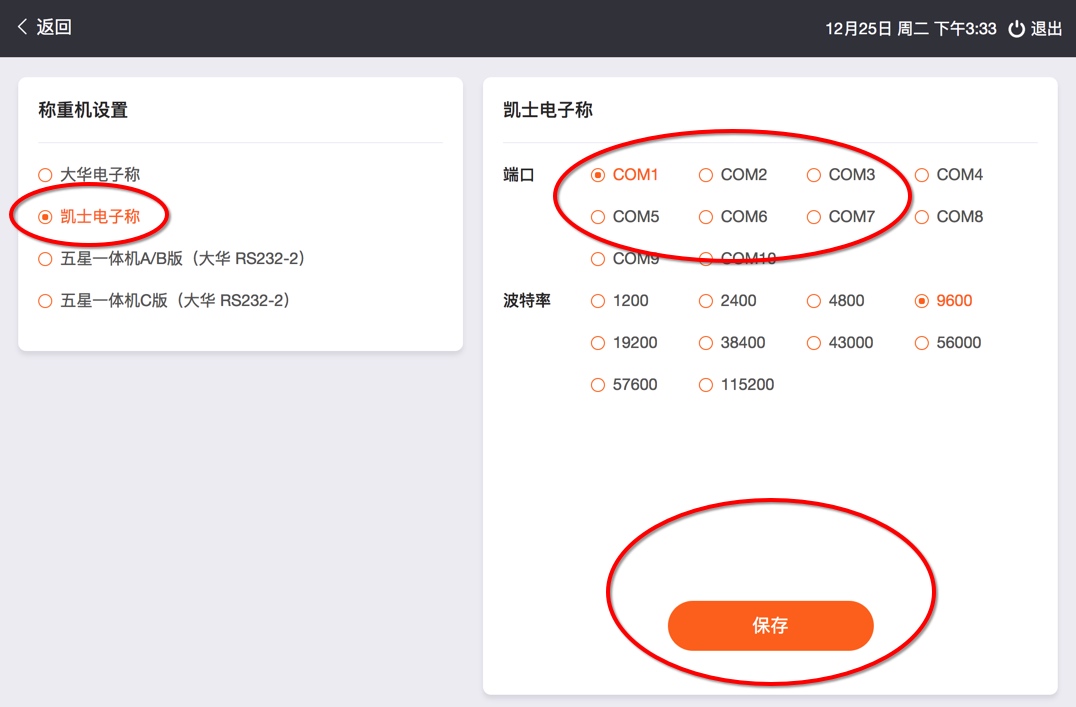 返回
12月25日 周二 下午3:33 退出
称重机设置
大华电子称
凯士电子称
五星一体机A/B版（大华 RS232-2）
五星一体机C版（大华 RS232-2）
凯士电子称
端口 COM1 COM2 COM3 COM4
COM5 COM6 COM7 COM8
COM9 COM10
波特率 1200 2400 4800 9600
19200 38400 43000 56000
57600 115200
保存